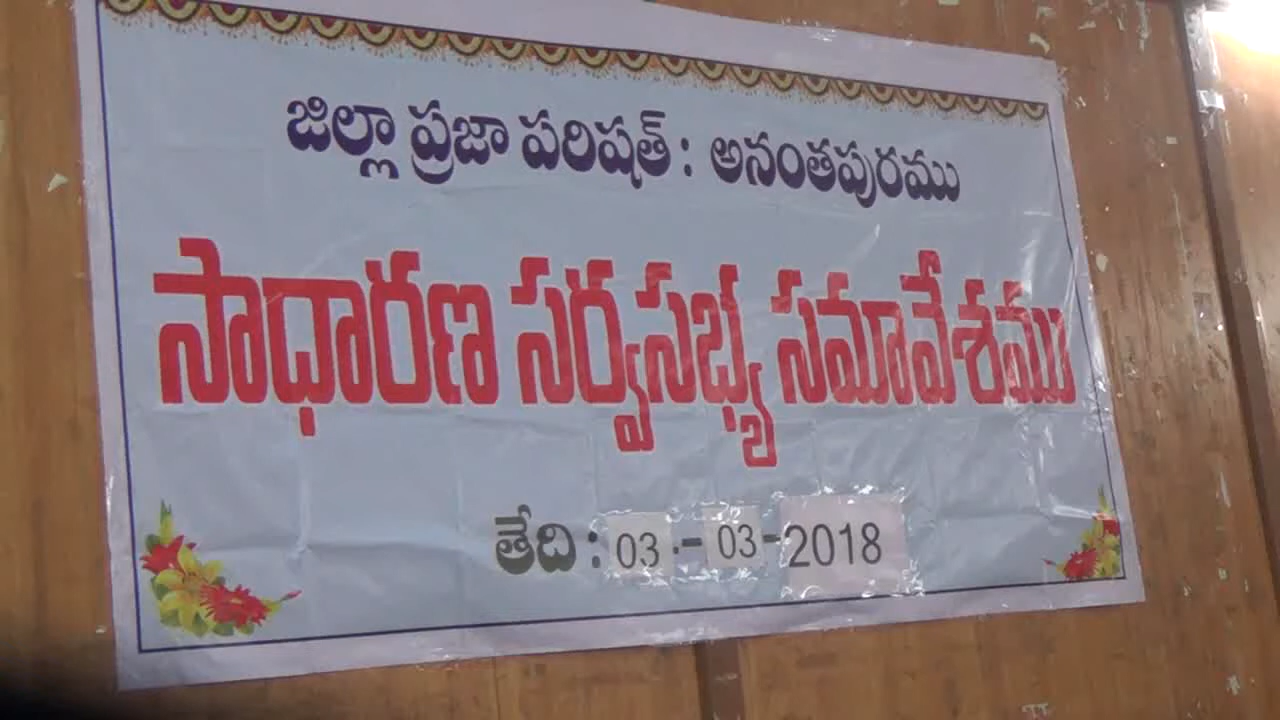 జిల్లా ప్రజా పరిషత్ : అనంతపురము
సాధారణ సర్వసభ్య సమావేశము
తేది : 03 - 03 - 2018